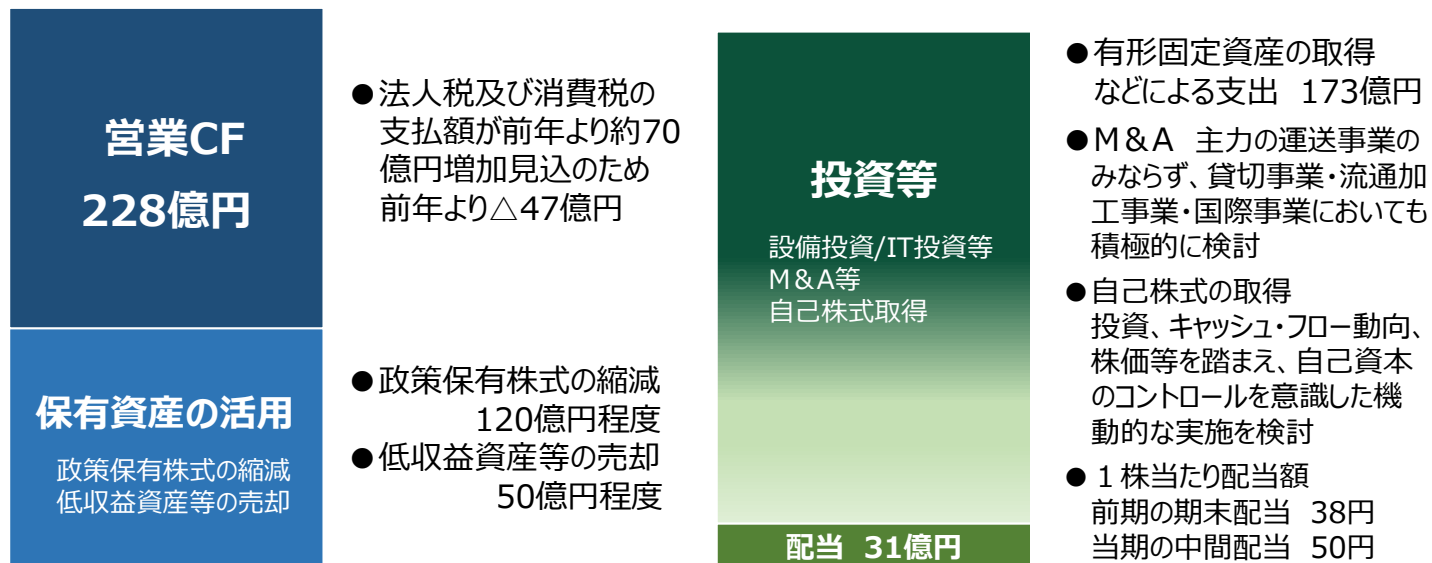 営業CF
228億円
●法人税及び消費税の
支払額が前年より約70
億円増加見込のため
前年より△47億円
保有資産の活用
政策保有株式の縮減
低収益資産等の売却
●政策保有株式の縮減
120億円程度
●低収益資産等の売却
50億円程度
投資等
設備投資/IT投資等
M&A等
自己株式取得
配当 31億円
●有形固定資産の取得
などによる支出 173億円
●M&A 主力の運送事業の
みならず、貸切事業・流通加
工事業・国際事業においても
積極的に検討
●自己株式の取得
投資、キャッシュ・フロー動向、
株価等を踏まえ、自己資本
のコントロールを意識した機
動的な実施を検討
●1株当たり配当額
前期の期末配当 38円
当期の中間配当 50円